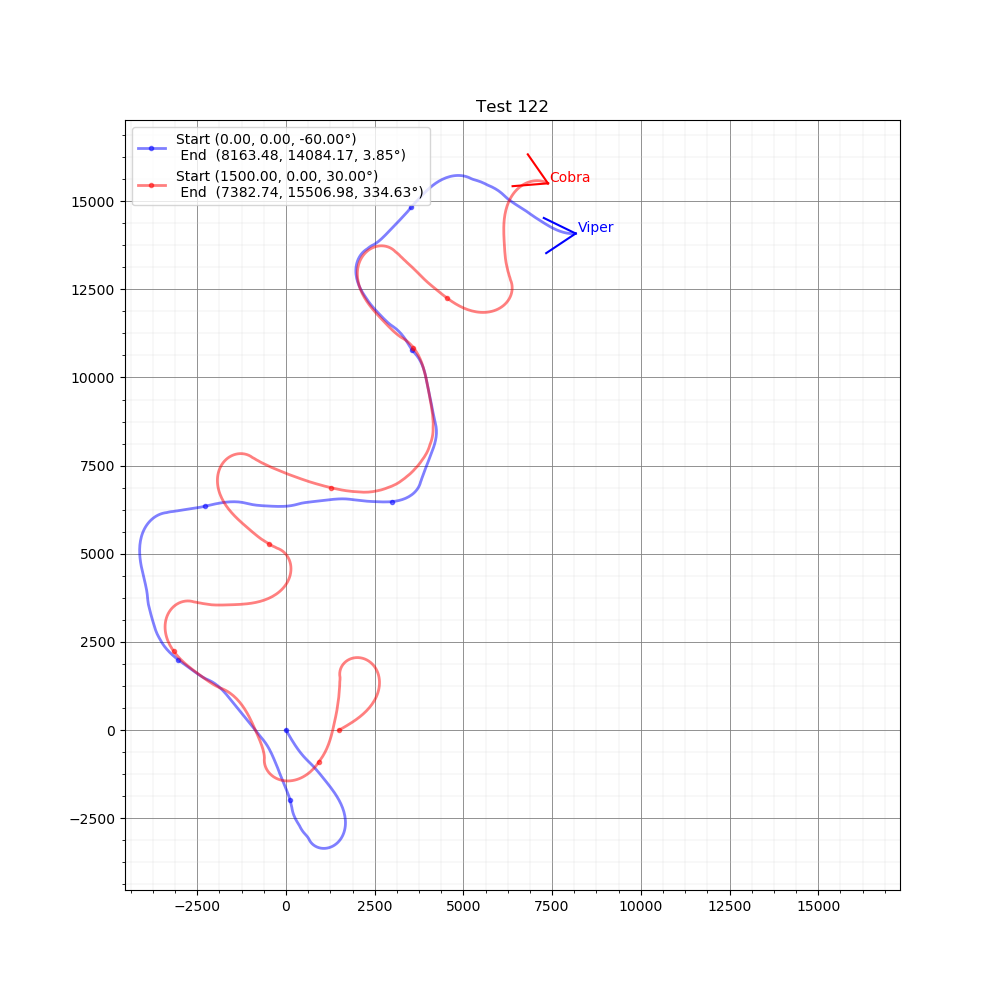 Test 122
Start (0.00, 0.00, -60.00°)
End (8163.48, 14084.17, 3.85°)
Start (1500.00, 0.00, 30.00°)
End (7382.74, 15506.98, 334.63°)
Cobra
Viper
15000
12500
10000
7500
5000
2500
0
−2500
−2500 0 2500 5000 7500 10000 12500 15000